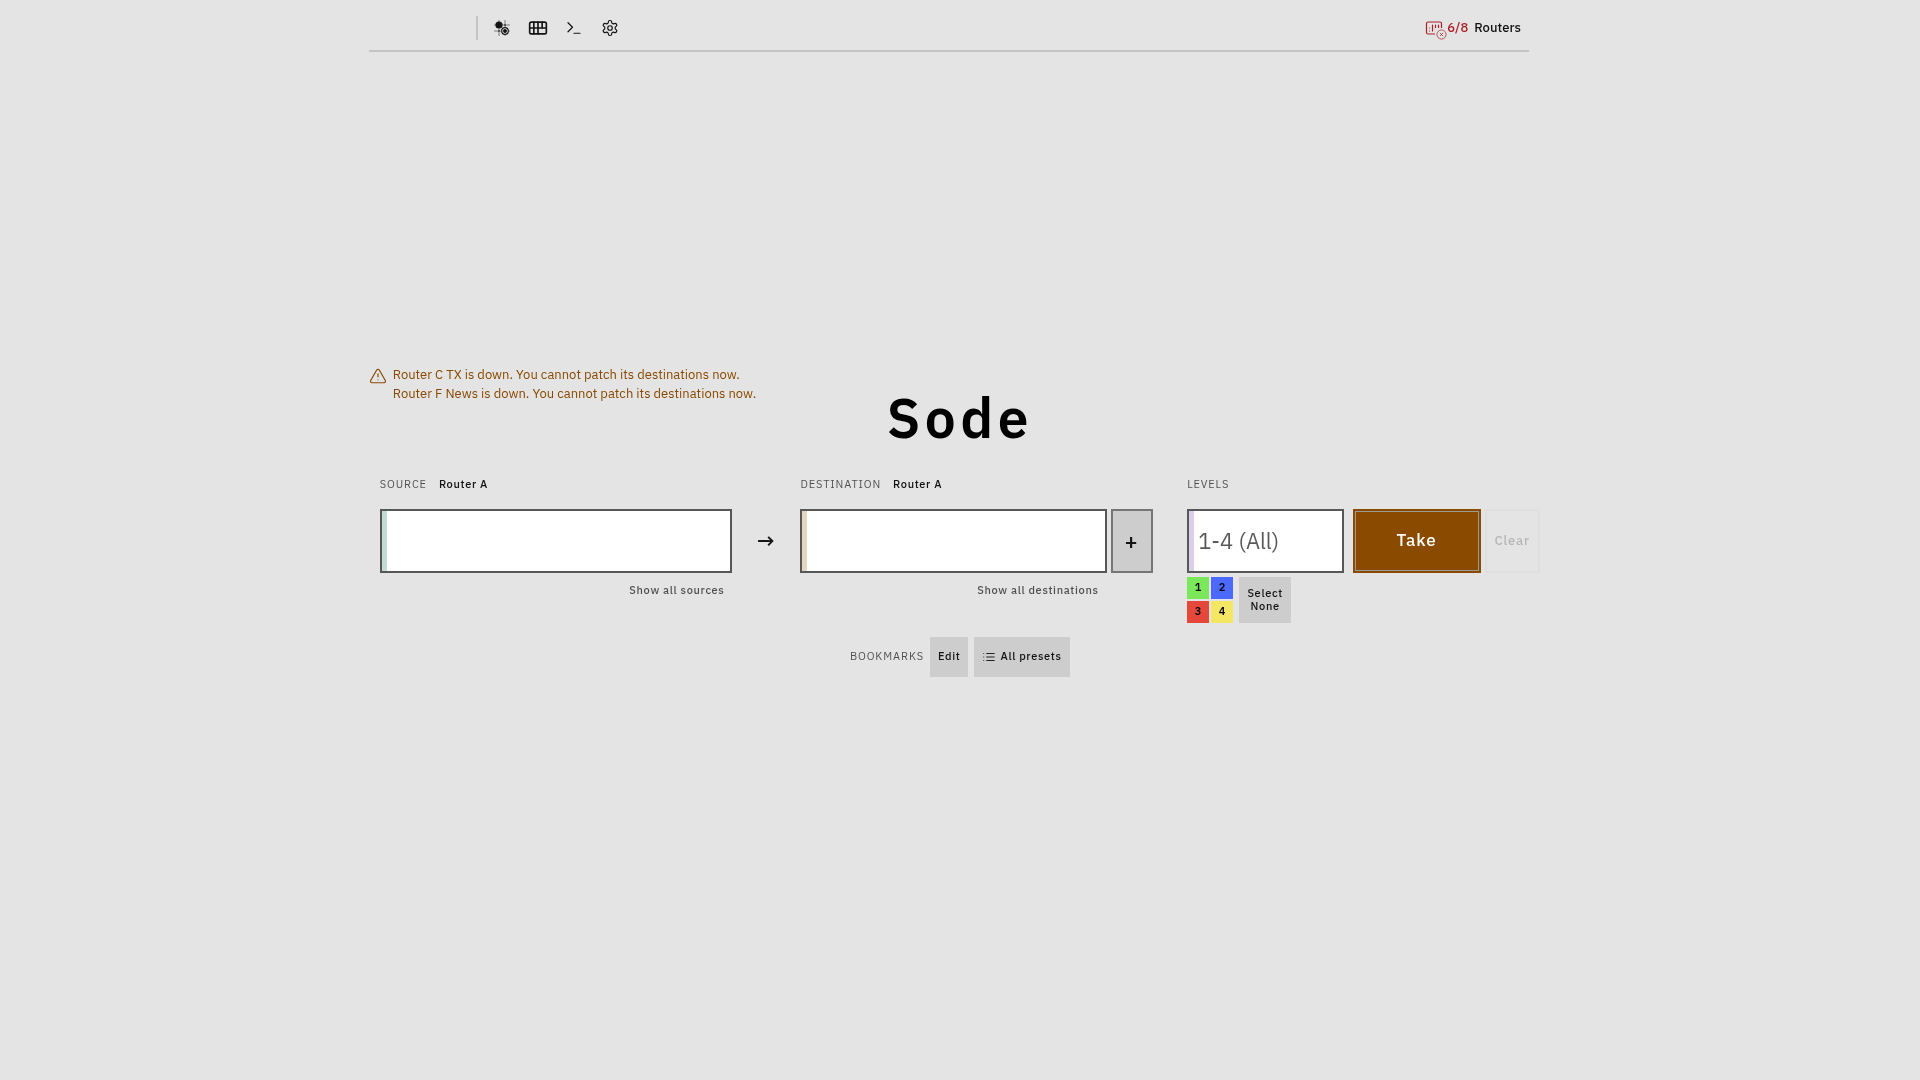 6/8 Routers
Router C TX is down. You cannot patch its destinations now.
Router F News is down. You cannot patch its destinations now.
Sode
SOURCE Router A
DESTINATION Router A
LEVELS
+
1-4 (All)
Take
Clear
Show all sources
Show all destinations
1 2
3 4
Select
None
BOOKMARKS Edit All presets